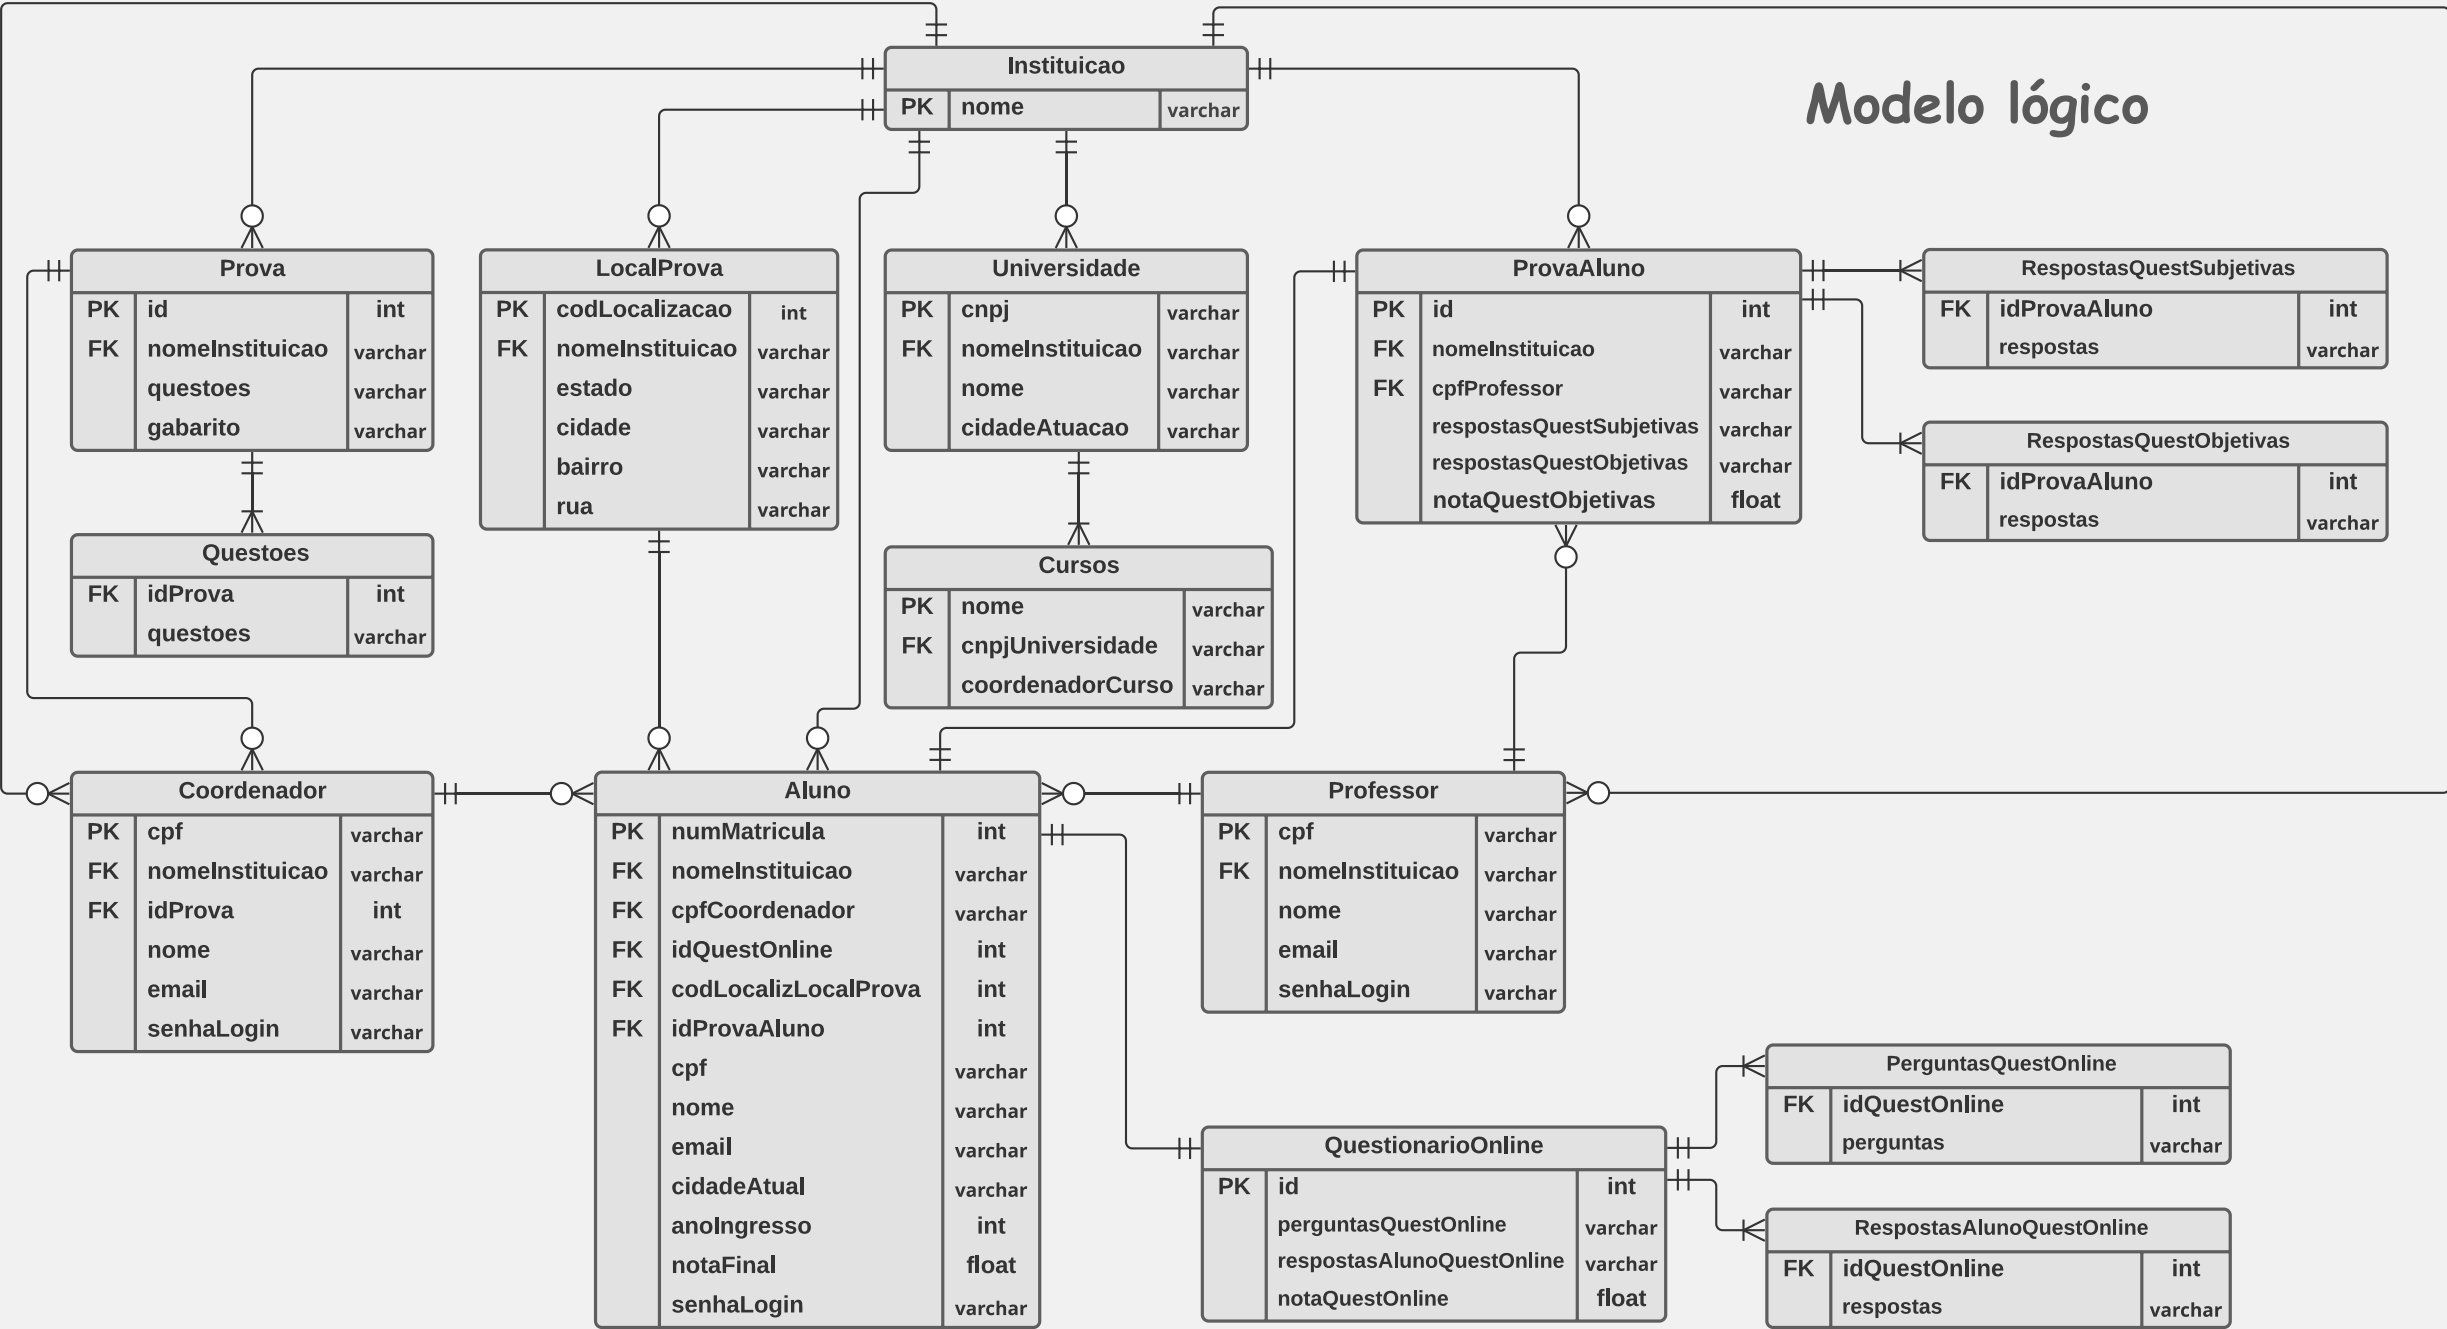 Modelo lógico
Instituicao
PK nome varchar
Prova
PK id int
FK nomeInstituicao varchar
questoes varchar
gabarito varchar
LocalProva
PK codLocalizacao int
FK nomeInstituicao varchar
estado varchar
cidade varchar
bairro varchar
rua varchar
Universidade
PK cnpj varchar
FK nomeInstituicao varchar
nome varchar
cidadeAtuacao varchar
ProvaAluno
PK id int
FK nomeInstituicao varchar
FK cpfProfessor varchar
respostasQuestSubjetivas varchar
respostasQuestObjetivas varchar
notaQuestObjetivas float
RespostasQuestSubjetivas
FK idProvaAluno int
respostas varchar
RespostasQuestObjetivas
FK idProvaAluno int
respostas varchar
Questoes
FK idProva int
questoes varchar
Cursos
PK nome varchar
FK cnpjUniversidade varchar
coordenadorCurso varchar
Coordenador
PK cpf varchar
FK nomeInstituicao varchar
FK idProva int
nome varchar
email varchar
senhaLogin varchar
Aluno
PK numMatricula int
FK nomeInstituicao varchar
FK cpfCoordenador varchar
FK idQuestOnline int
FK codLocalizLocalProva int
FK idProvaAluno int
cpf varchar
nome varchar
email varchar
cidadeAtual varchar
anoIngresso int
notaFinal float
senhaLogin varchar
Professor
PK cpf varchar
FK nomeInstituicao varchar
nome varchar
email varchar
senhaLogin varchar
QuestionarioOnline
PK id int
perguntasQuestOnline varchar
respostasAlunoQuestOnline varchar
notaQuestOnline float
PerguntasQuestOnline
FK idQuestOnline int
perguntas varchar
RespostasAlunoQuestOnline
FK idQuestOnline int
respostas varchar